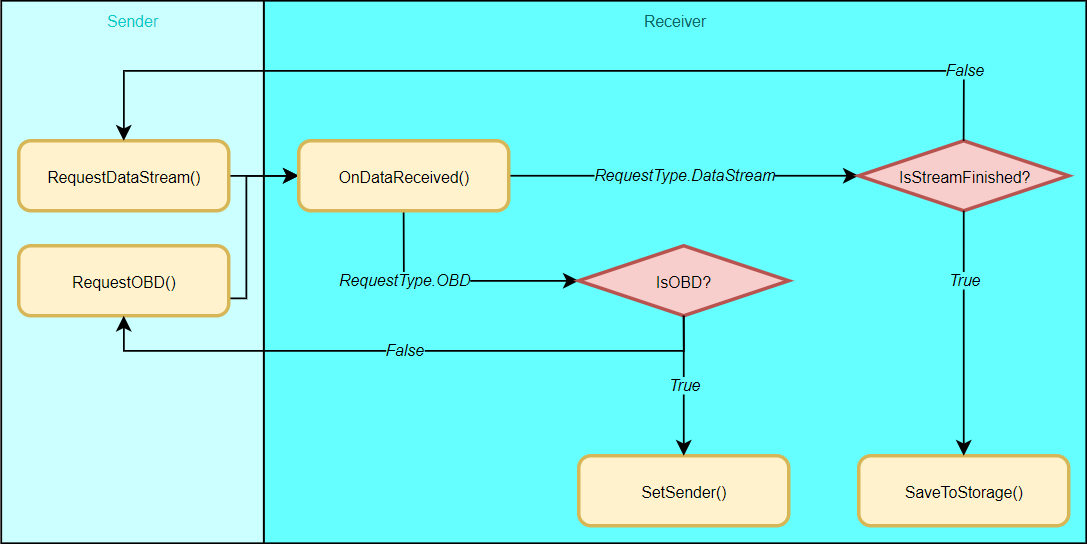 Sender
Receiver
False
RequestDataStream()
OnDataReceived()
RequestType.DataStream
IsStreamFinished?
RequestOBD()
RequestType.OBD
IsOBD?
True
False
True
SetSender()
SaveToStorage()